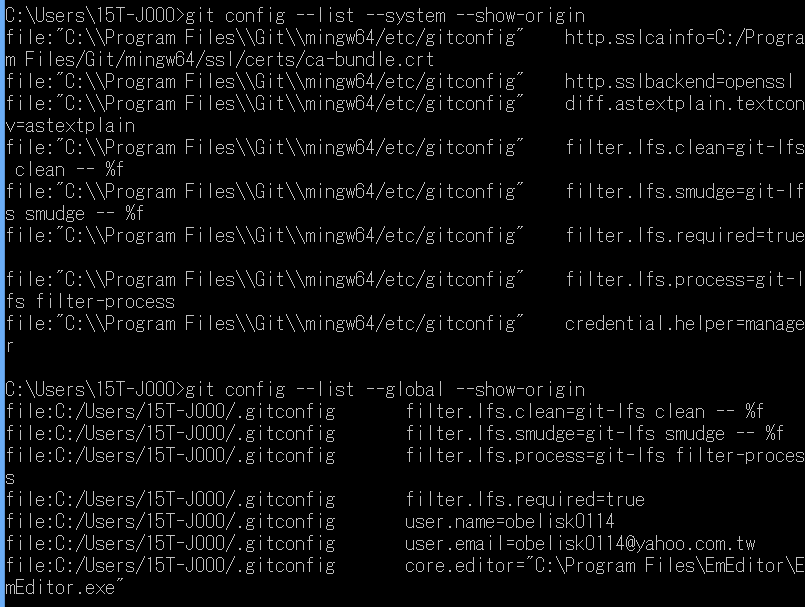 C:\Users\15T-J000>git config --list --system --show-origin
file:"C:\\Program Files\\Git\\mingw64/etc/gitconfig"    http.sslcainfo=C:/Progra
m Files/Git/mingw64/ssl/certs/ca-bundle.crt
file:"C:\\Program Files\\Git\\mingw64/etc/gitconfig"    http.sslbackend=openssl
file:"C:\\Program Files\\Git\\mingw64/etc/gitconfig"    diff.astextplain.textcon
v=astextplain
file:"C:\\Program Files\\Git\\mingw64/etc/gitconfig"    filter.lfs.clean=git-lfs
 clean -- %f
file:"C:\\Program Files\\Git\\mingw64/etc/gitconfig"    filter.lfs.smudge=git-lf
s smudge -- %f
file:"C:\\Program Files\\Git\\mingw64/etc/gitconfig"    filter.lfs.required=true
file:"C:\\Program Files\\Git\\mingw64/etc/gitconfig"    filter.lfs.process=git-l
fs filter-process
file:"C:\\Program Files\\Git\\mingw64/etc/gitconfig"    credential.helper=manage
r
C:\Users\15T-J000>git config --list --global --show-origin
file:C:/Users/15T-J000/.gitconfig       filter.lfs.clean=git-lfs clean -- %f
file:C:/Users/15T-J000/.gitconfig       filter.lfs.smudge=git-lfs smudge -- %f
file:C:/Users/15T-J000/.gitconfig       filter.lfs.process=git-lfs filter-proces
s
file:C:/Users/15T-J000/.gitconfig       filter.lfs.required=true
file:C:/Users/15T-J000/.gitconfig       user.name=obelisk0114
file:C:/Users/15T-J000/.gitconfig       user.email=obelisk0114@yahoo.com.tw
file:C:/Users/15T-J000/.gitconfig       core.editor="C:\Program Files\EmEditor\E
mEditor.exe"